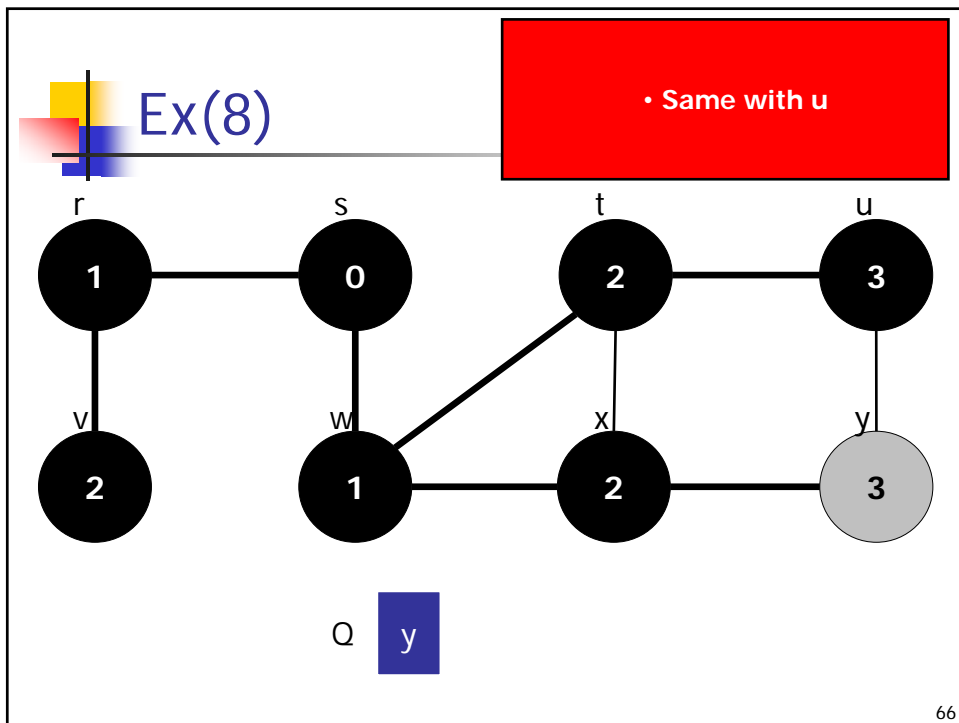 Ex(8)
• Same with u
r s t u
1 0 2 3
v w x y
2 1 2 3
Q y
66